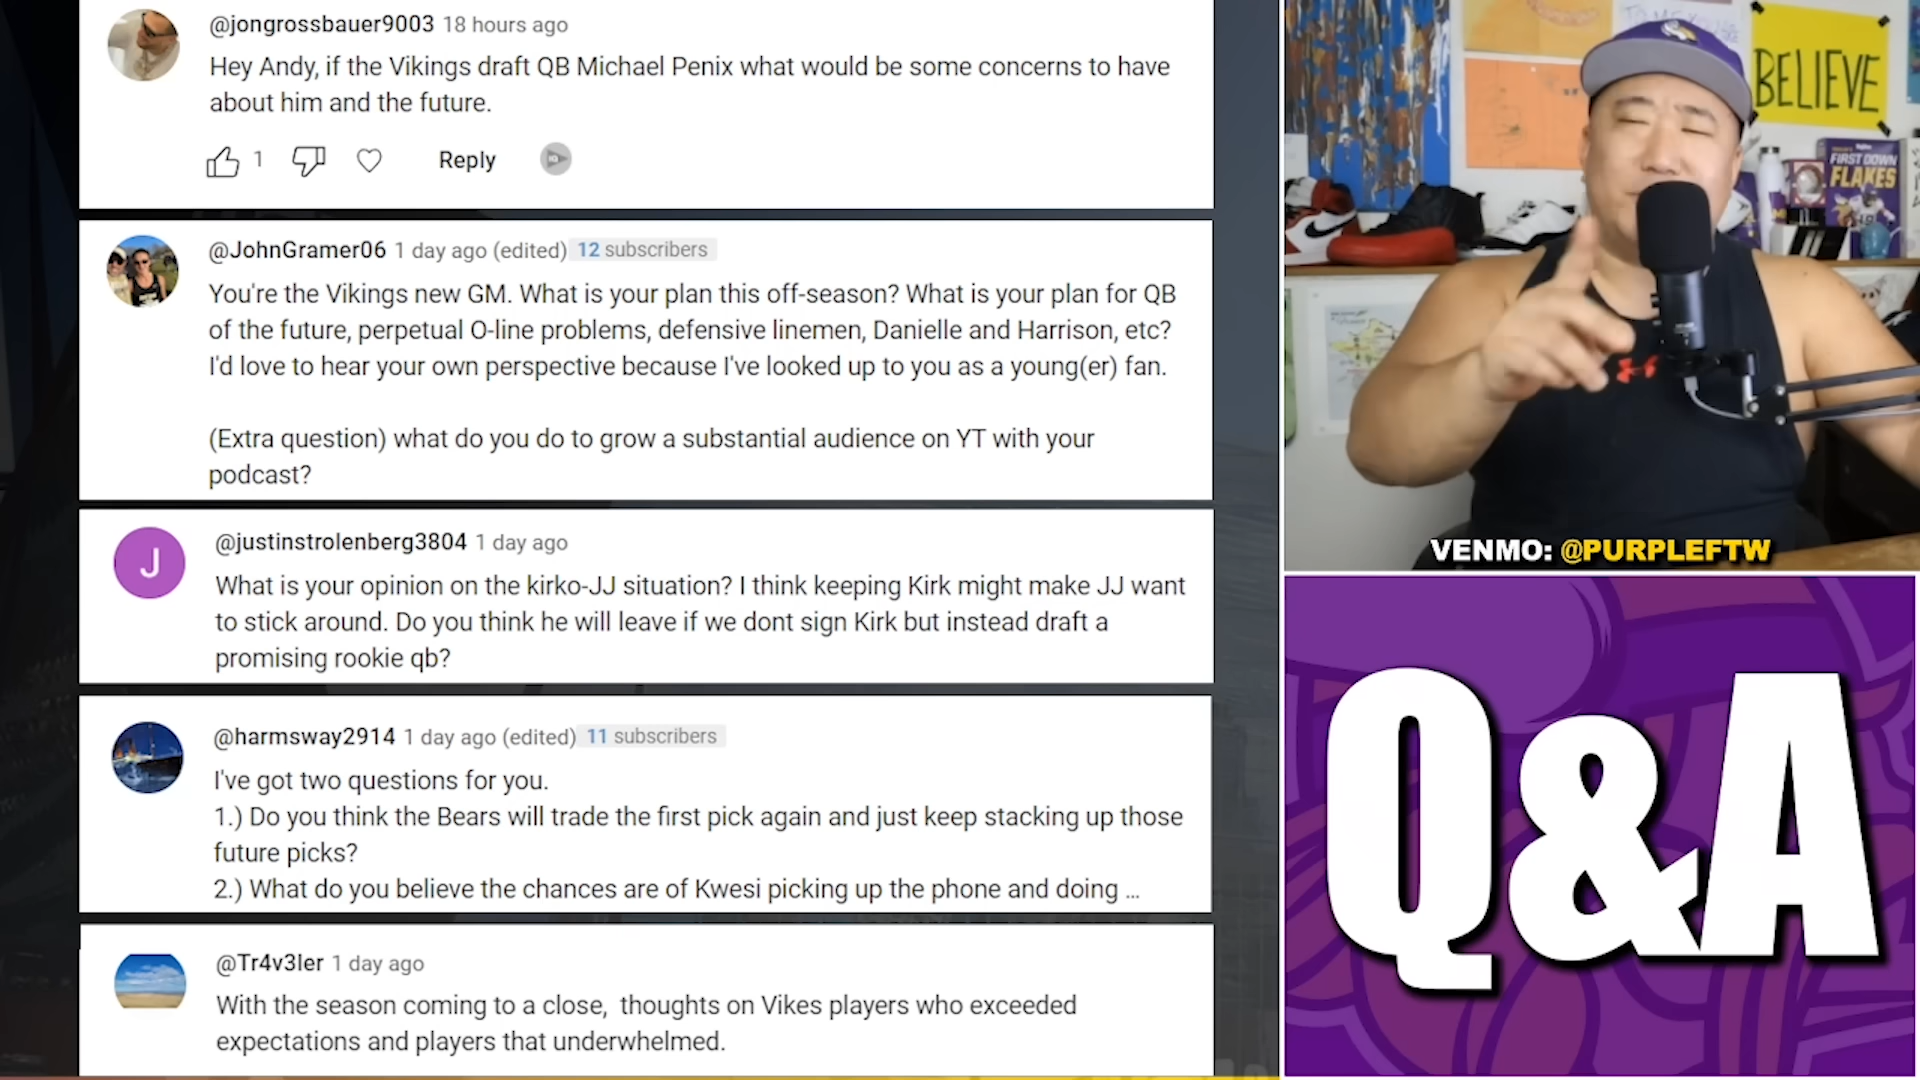 @jongrossbauer9003 18 hours ago
Hey Andy, if the Vikings draft QB Michael Penix what would be some concerns to have
about him and the future.
1 Reply
@JohnGramer06 1 day ago (edited) 12 subscribers
You're the Vikings new GM. What is your plan this off-season? What is your plan for QB
of the future, perpetual O-line problems, defensive linemen, Danielle and Harrison, etc?
I'd love to hear your own perspective because I've looked up to you as a young(er) fan.
(Extra question) what do you do to grow a substantial audience on YT with your
podcast?
J
@justinstrolenberg3804 1 day ago
What is your opinion on the kirko-JJ situation? I think keeping Kirk might make JJ want
to stick around. Do you think he will leave if we dont sign Kirk but instead draft a
promising rookie qb?
@harmsway2914 1 day ago (edited) 11 subscribers
I've got two questions for you.
1.) Do you think the Bears will trade the first pick again and just keep stacking up those
future picks?
2.) What do you believe the chances are of Kwesi picking up the phone and doing ...
@Tr4v3ler 1 day ago
With the season coming to a close,  thoughts on Vikes players who exceeded
expectations and players that underwhelmed.
BELIEVE
FIRST DOWN
FLAKES
VENMO: @PURPLEFTW
Q&A